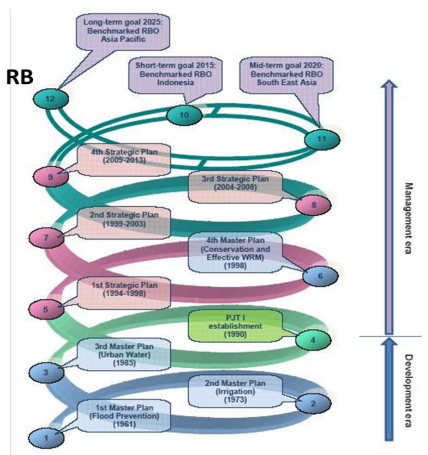 Long-term goal 2025:
Benchmarked RBO
Asia Pacific
RB
Short-term goal 2015:
Benchmarked RBO
Indonesia
Mid-term goal 2020:
Benchmarked RBO
South East Asia
12
10
11
4th Strategic Plan
(2009-2013)
9
3rd Strategic Plan
(2004-2008)
8
2nd Strategic Plan
(1999-2003)
7
4th Master Plan
(Conservation and
Effective WRM)
(1998)
6
1st Strategic Plan
(1994-1998)
5
PJT I
establishment
(1990)
4
3rd Master Plan
(Urban Water)
(1985)
3
2nd Master Plan
(Irrigation)
(1973)
2
1st Master Plan
(Flood Prevention)
(1961)
1
Management era
Development era